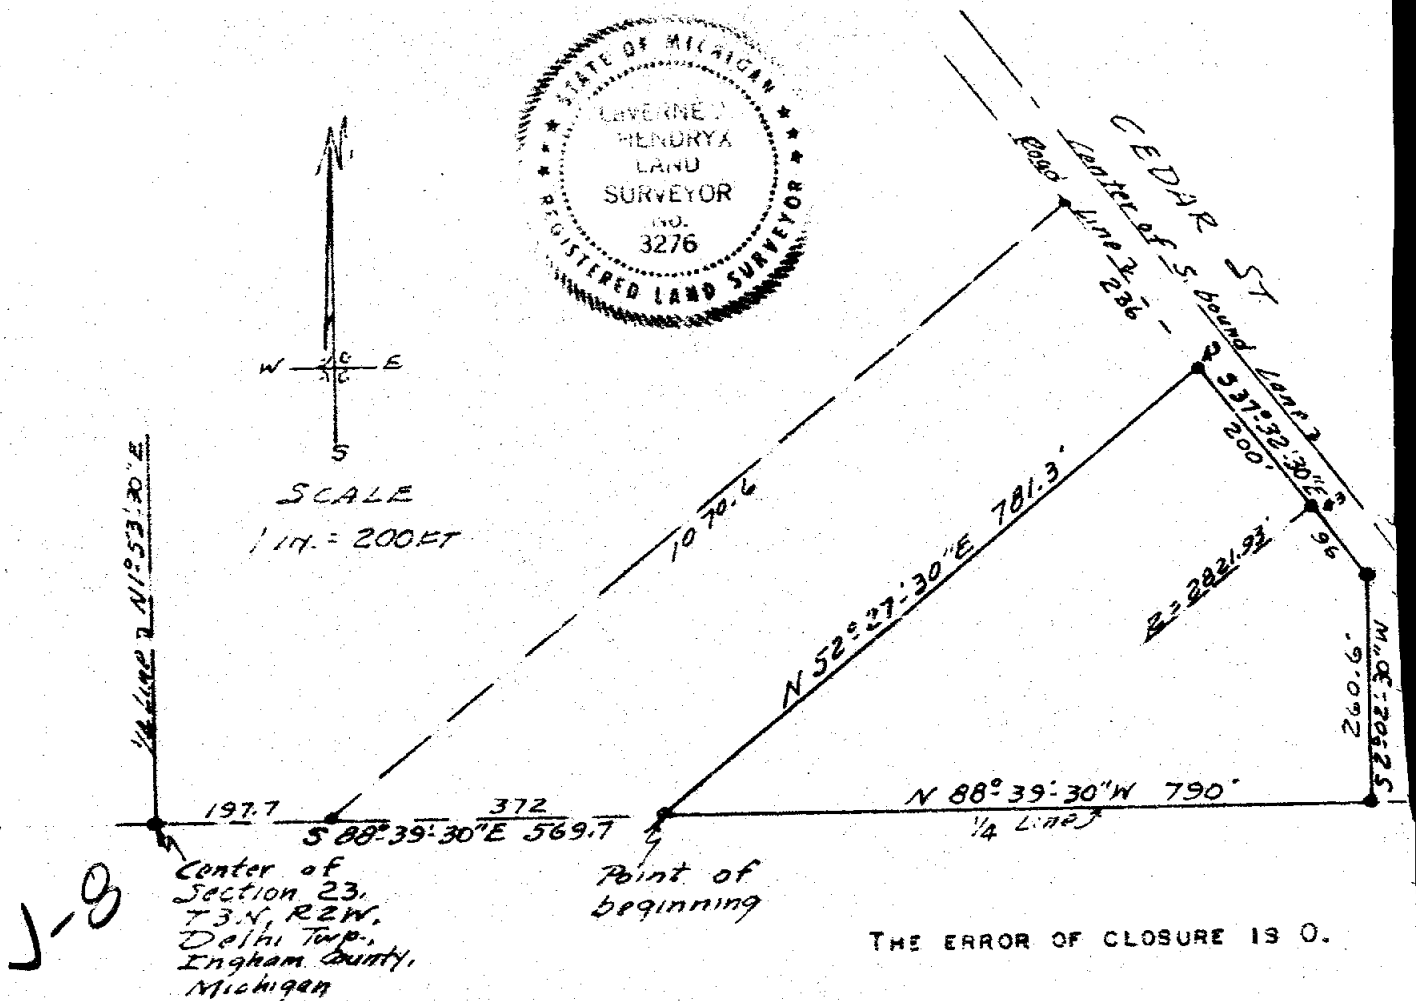 STATE OF MICHIGAN
LAVERNE
HENDRYX
LAND
SURVEYOR
NO.
3276
REGISTERED LAND SURVEYOR
N.
W E
S
SCALE
1 IN. = 200 FT
CEDAR ST
Center of S. bound Lane
Road Line
236
S 37°-32'-30"E
200'
96
R = 2821.93'
1070.6
N 52°-27'-30"E 781.3'
1/4 Line N1°-53'-30"E
S2°-02'-30"W
220.9'
N 88°-39'-30"W 790'
1/4 Line
197.7 372
S 88°-39'-30"E 569.7
Point of
beginning
Center of
Section 23,
T3N, R2W,
Delhi Twp.,
Ingham County,
Michigan
J-8
THE ERROR OF CLOSURE IS 0.